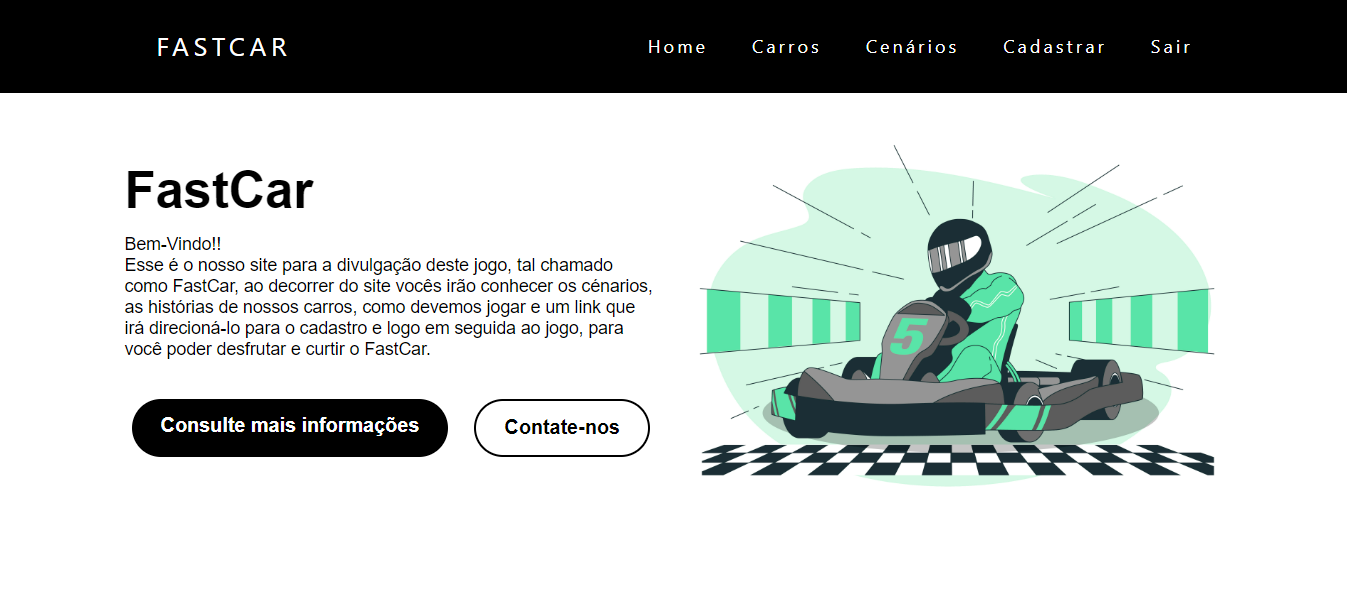 FASTCAR
Home Carros Cenários Cadastrar Sair
FastCar
Bem-Vindo!!
Esse é o nosso site para a divulgação deste jogo, tal chamado
como FastCar, ao decorrer do site vocês irão conhecer os cénarios,
as histórias de nossos carros, como devemos jogar e um link que
irá direcioná-lo para o cadastro e logo em seguida ao jogo, para
você poder desfrutar e curtir o FastCar.
Consulte mais informações
Contate-nos
5